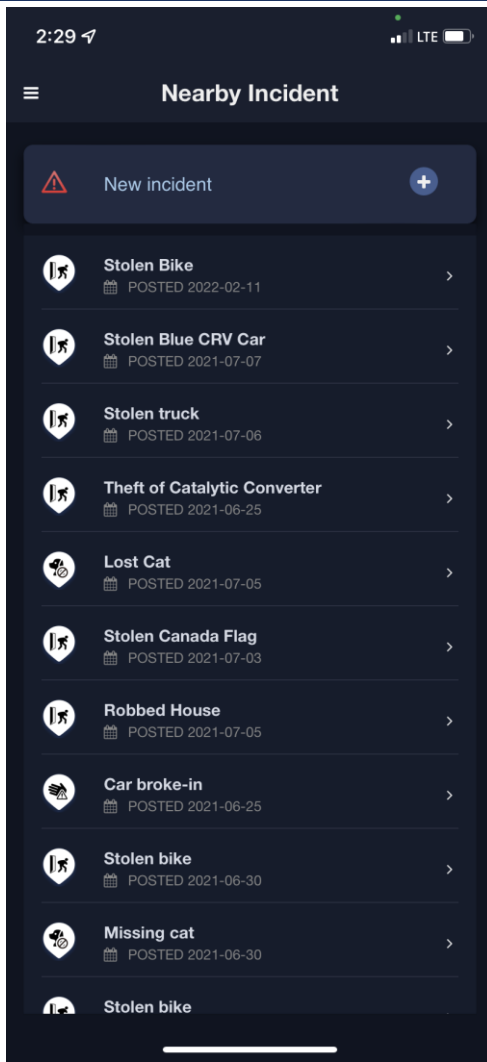 2:29
LTE
Nearby Incident
New incident
Stolen Bike
POSTED 2022-02-11
Stolen Blue CRV Car
POSTED 2021-07-07
Stolen truck
POSTED 2021-07-06
Theft of Catalytic Converter
POSTED 2021-06-25
Lost Cat
POSTED 2021-07-05
Stolen Canada Flag
POSTED 2021-07-03
Robbed House
POSTED 2021-07-05
Car broke-in
POSTED 2021-06-25
Stolen bike
POSTED 2021-06-30
Missing cat
POSTED 2021-06-30
Stolen bike